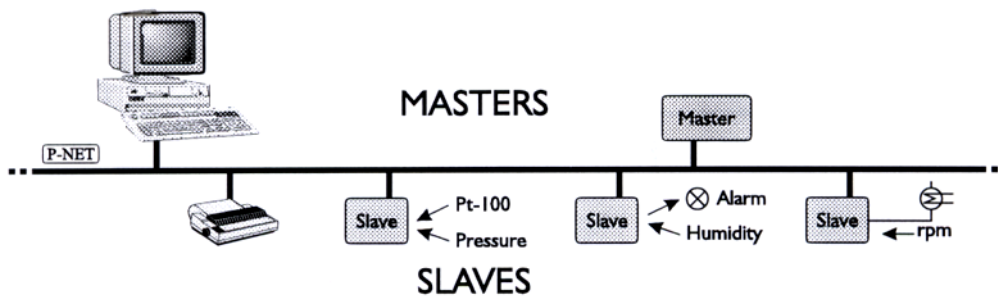 MASTERS
Master
P-NET
Slave
Pt-100
Pressure
Slave
Alarm
Humidity
Slave
M
rpm
SLAVES